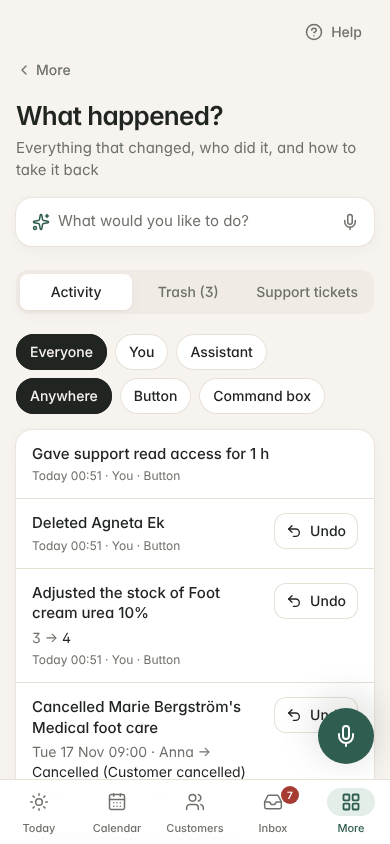 Help
More
What happened?
Everything that changed, who did it, and how to
take it back
What would you like to do?
Activity Trash (3) Support tickets
Everyone You Assistant
Anywhere Button Command box
Gave support read access for 1 h
Today 00:51 · You · Button
Deleted Agneta Ek
Undo
Today 00:51 · You · Button
Adjusted the stock of Foot
cream urea 10%
Undo
3 → 4
Today 00:51 · You · Button
Cancelled Marie Bergström's
Medical foot care
Tue 17 Nov 09:00 · Anna →
Cancelled (Customer cancelled)
7
Today Calendar Customers Inbox More